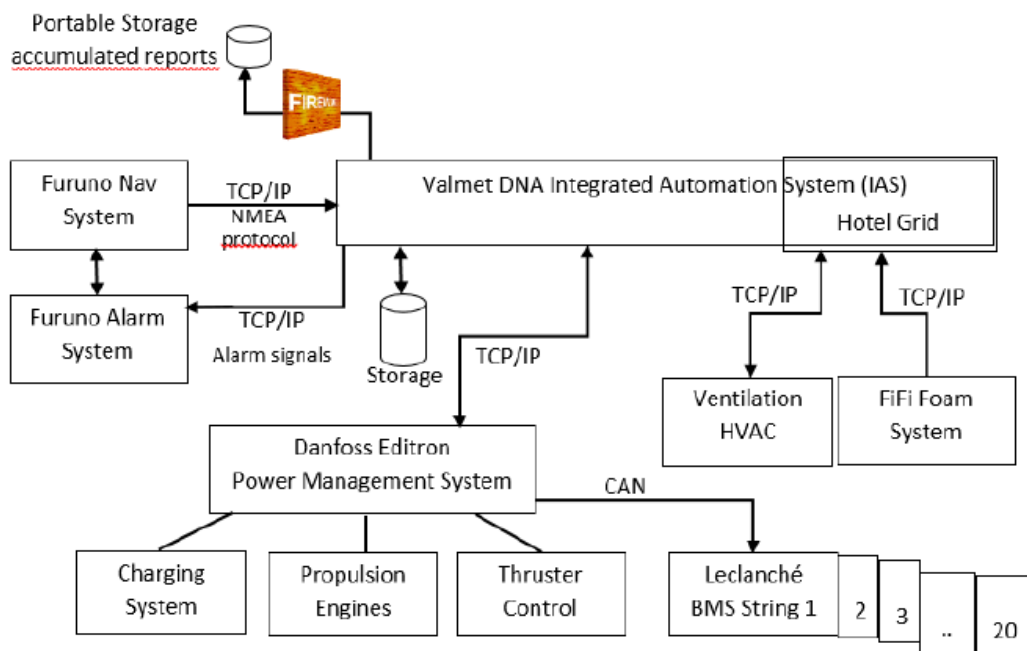 Portable Storage
accumulated reports
FIREWALL
Furuno Nav
System
TCP/IP
NMEA
protocol
Valmet DNA Integrated Automation System (IAS)
Hotel Grid
Furuno Alarm
System
TCP/IP
Alarm signals
Storage
TCP/IP
TCP/IP
TCP/IP
Ventilation
HVAC
FiFi Foam
System
Danfoss Editron
Power Management System
CAN
Charging
System
Propulsion
Engines
Thruster
Control
Leclanché
BMS String 1
2
3
..
20